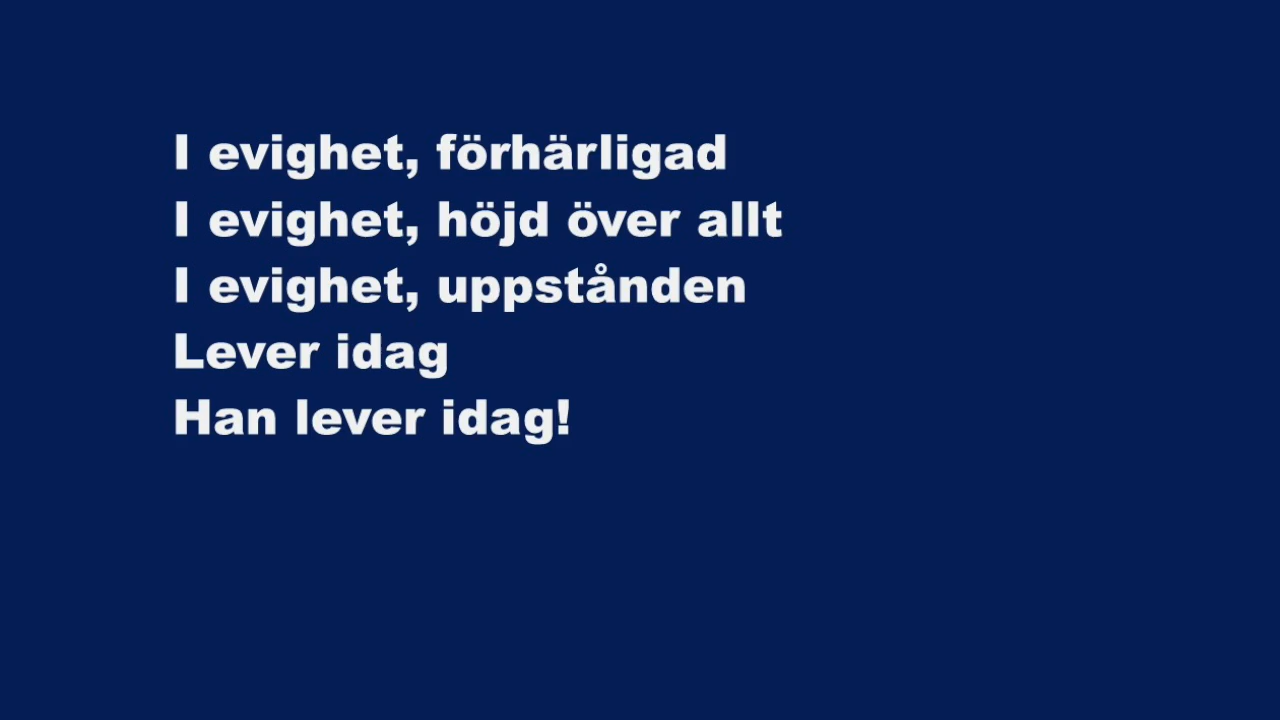 I evighet, förhärligad
I evighet, höjd över allt
I evighet, uppstånden
Lever idag
Han lever idag!